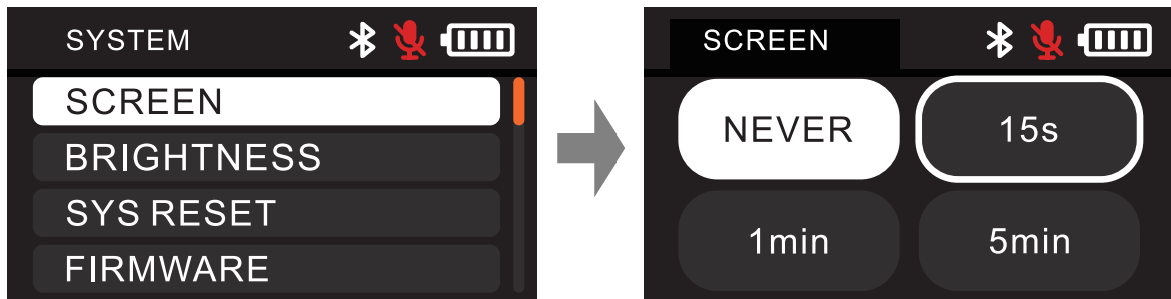 SYSTEM
SCREEN
BRIGHTNESS
SYS RESET
FIRMWARE
SCREEN
NEVER 15s
1min 5min